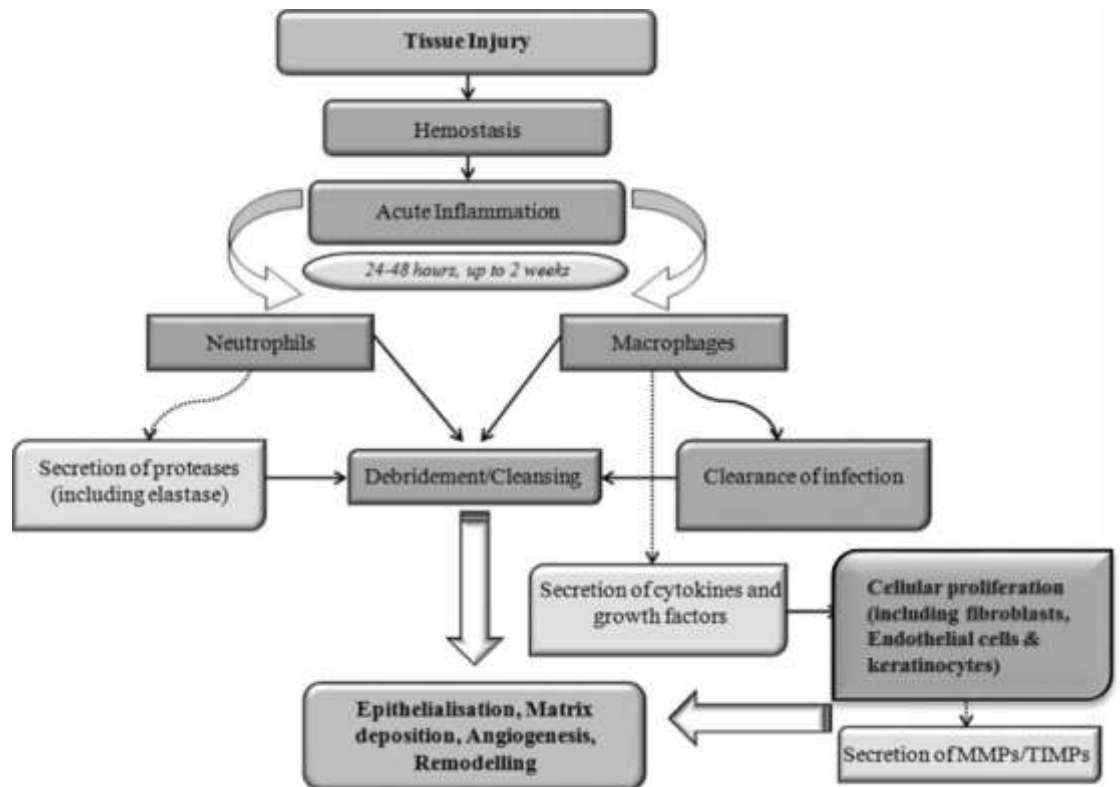 Tissue Injury
Hemostasis
Acute Inflammation
24-48 hours, up to 2 weeks
Neutrophils
Macrophages
Secretion of proteases
(including elastase)
Debridement/Cleansing
Clearance of infection
Secretion of cytokines and
growth factors
Cellular proliferation
(including fibroblasts,
Endothelial cells &
keratinocytes)
Epithelialisation, Matrix
deposition, Angiogenesis,
Remodelling
Secretion of MMPs/TIMPs